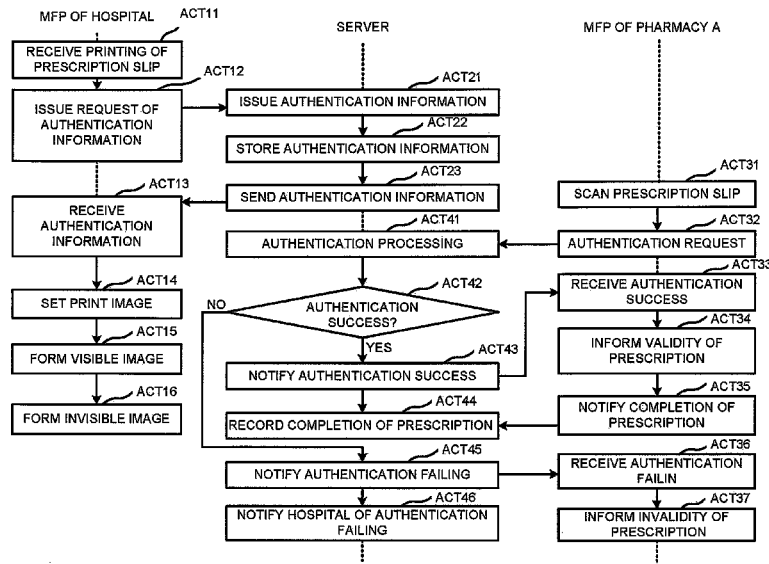 MFP OF HOSPITAL
ACT11
RECEIVE PRINTING OF
PRESCRIPTION SLIP
ACT12
ISSUE REQUEST OF
AUTHENTICATION
INFORMATION
ACT13
RECEIVE
AUTHENTICATION
INFORMATION
ACT14
SET PRINT IMAGE
ACT15
FORM VISIBLE IMAGE
ACT16
FORM INVISIBLE IMAGE
SERVER
ACT21
ISSUE AUTHENTICATION INFORMATION
ACT22
STORE AUTHENTICATION INFORMATION
ACT23
SEND AUTHENTICATION INFORMATION
ACT41
AUTHENTICATION PROCESSING
ACT42
NO
AUTHENTICATION
SUCCESS?
YES
ACT43
NOTIFY AUTHENTICATION SUCCESS
ACT44
RECORD COMPLETION OF PRESCRIPTION
ACT45
NOTIFY AUTHENTICATION FAILING
ACT46
NOTIFY HOSPITAL OF AUTHENTICATION
FAILING
MFP OF PHARMACY A
ACT31
SCAN PRESCRIPTION SLIP
ACT32
AUTHENTICATION REQUEST
ACT33
RECEIVE AUTHENTICATION
SUCCESS
ACT34
INFORM VALIDITY OF
PRESCRIPTION
ACT35
NOTIFY COMPLETION OF
PRESCRIPTION
ACT36
RECEIVE AUTHENTICATION
FAILIN
ACT37
INFORM INVALIDITY OF
PRESCRIPTION